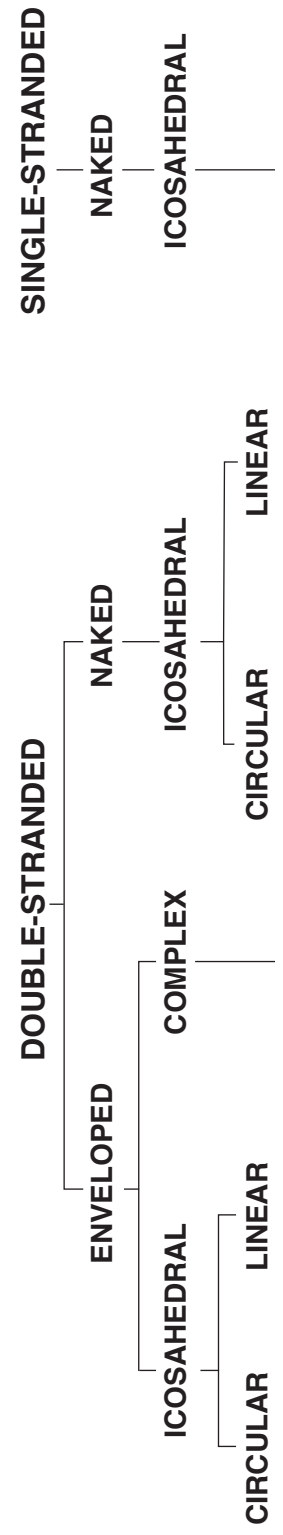 DOUBLE-STRANDED
SINGLE-STRANDED
ENVELOPED
NAKED
NAKED
ICOSAHEDRAL
COMPLEX
ICOSAHEDRAL
ICOSAHEDRAL
CIRCULAR
LINEAR
CIRCULAR
LINEAR